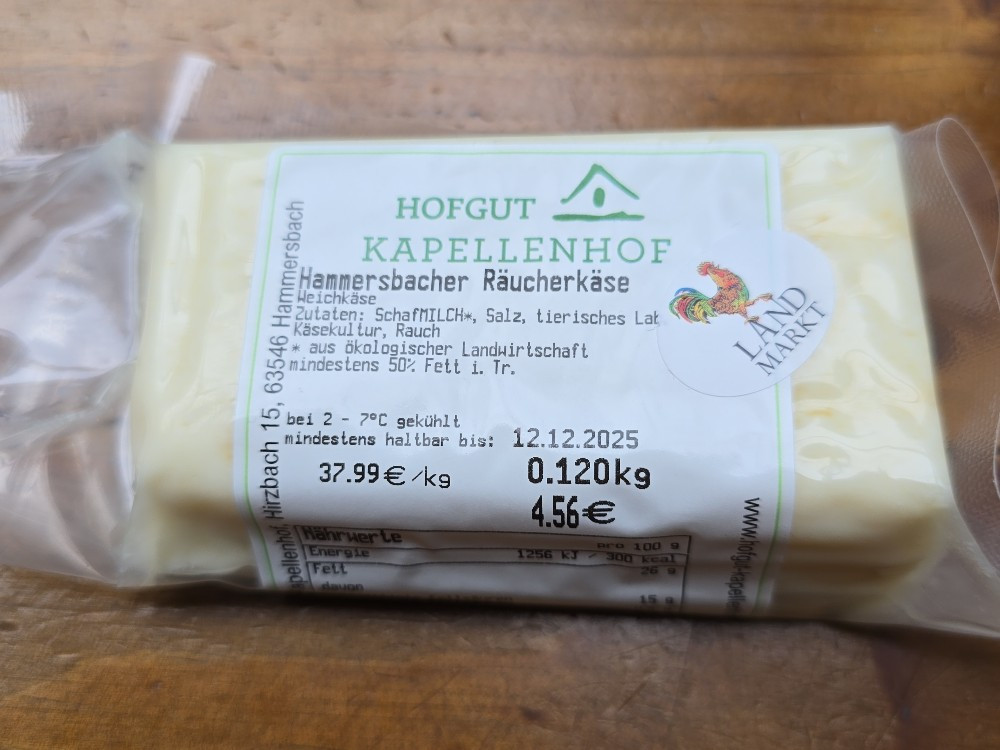 HOFGUT
KAPELLENHOF
Hammersbacher Räucherkäse
Weichkäse
Zutaten: SchafMILCH*, Salz, tierisches Lab
Käsekultur, Rauch
* aus ökologischer Landwirtschaft
mindestens 50% Fett i. Tr.
bei 2 - 7°C gekühlt
mindestens haltbar bis: 12.12.2025
37.99€/kg 0.120kg
4.56€
Nährwerte pro 100 g
Energie 1256 kJ / 300 kcal
Fett 26 g
davon
15 g
LAND
MARKT
Hirzbach 15, 63546 Hammersbach